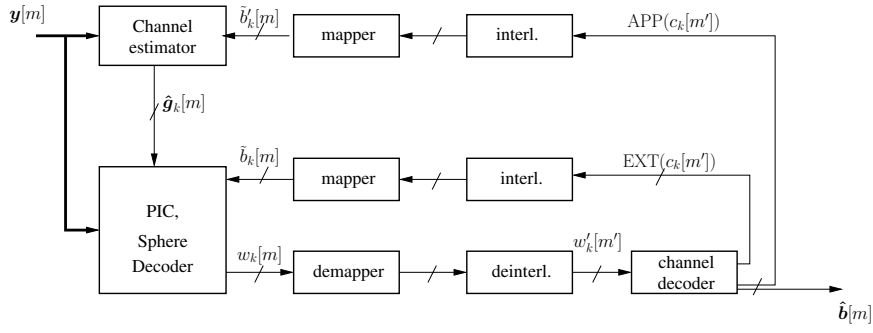 y[m]
Channel
estimator
b̃′ₖ[m]
mapper
interl.
APP(cₖ[m′])
ĝₖ[m]
PIC,
Sphere
Decoder
b̃ₖ[m]
mapper
interl.
EXT(cₖ[m′])
wₖ[m]
demapper
deinterl.
w′ₖ[m′]
channel
decoder
b̂[m]